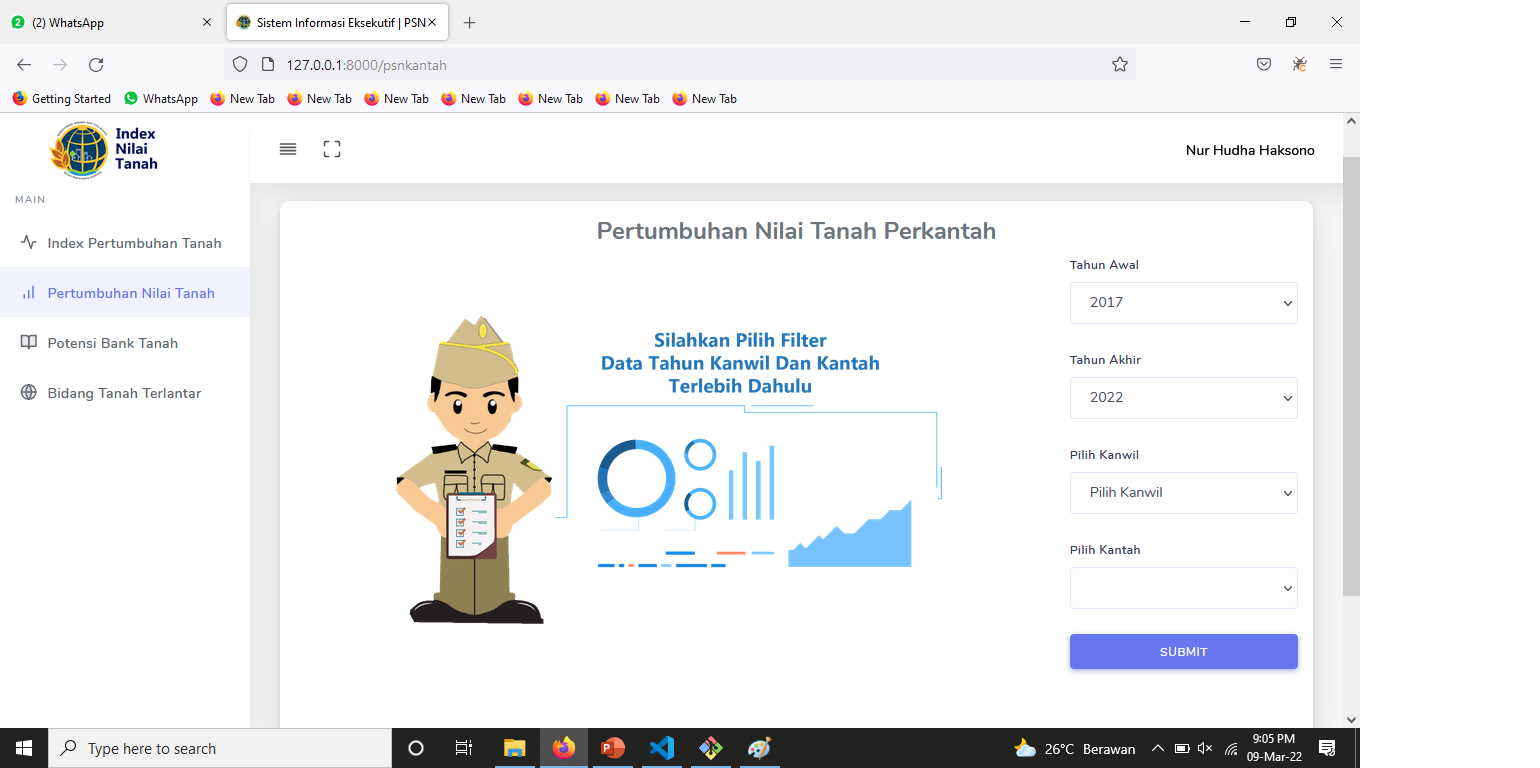 (2) WhatsApp
Sistem Informasi Eksekutif | PSN
127.0.0.1:8000/psnkantah
Getting Started WhatsApp New Tab New Tab New Tab New Tab New Tab New Tab New Tab
Index
Nilai
Tanah
Nur Hudha Haksono
MAIN
Index Pertumbuhan Tanah
Pertumbuhan Nilai Tanah
Potensi Bank Tanah
Bidang Tanah Terlantar
Pertumbuhan Nilai Tanah Perkantah
Silahkan Pilih Filter
Data Tahun Kanwil Dan Kantah
Terlebih Dahulu
Tahun Awal
2017
Tahun Akhir
2022
Pilih Kanwil
Pilih Kanwil
Pilih Kantah
SUBMIT
Type here to search
26°C Berawan
9:05 PM
09-Mar-22